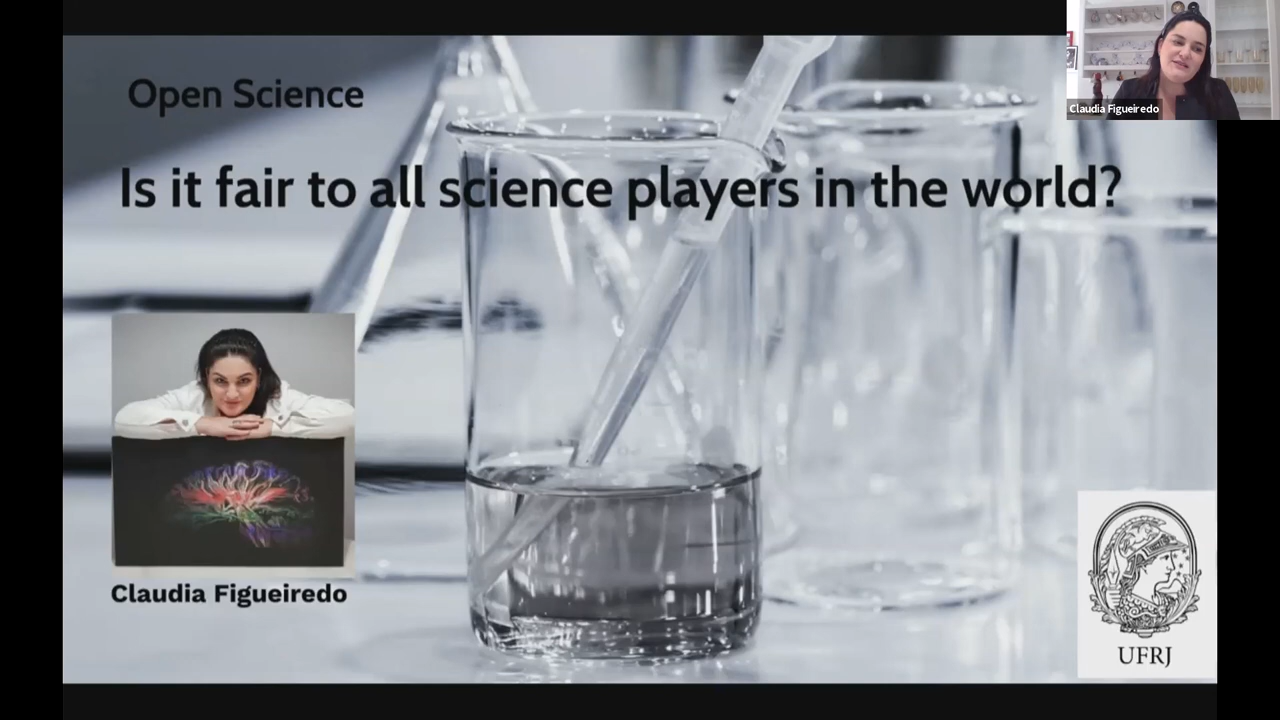 Open Science
Claudia Figueiredo
Is it fair to all science players in the world?
Claudia Figueiredo
UFRJ